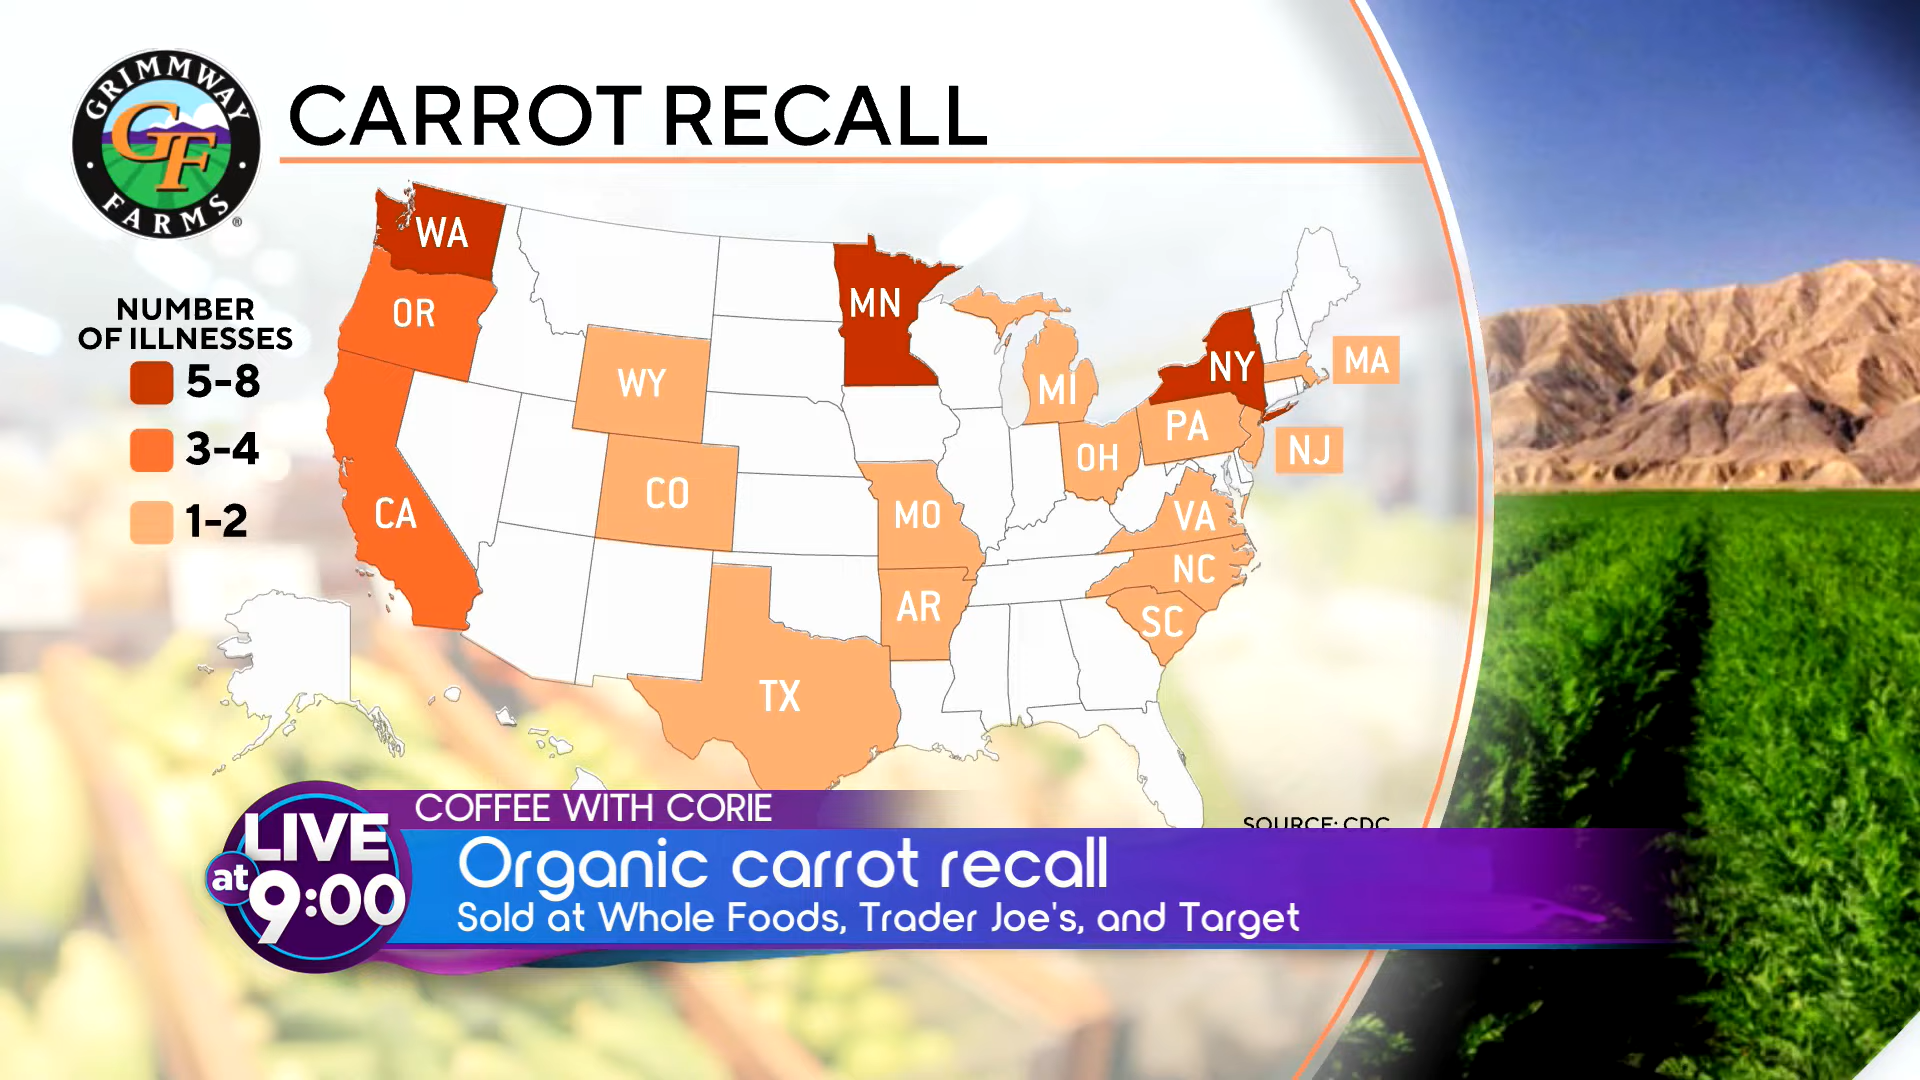 GRIMMWAY
GF
FARMS®
CARROT RECALL
NUMBER
OF ILLNESSES
5-8
3-4
1-2
WA
OR
CA
WY
CO
TX
MN
MO
AR
MI
OH
NY
PA
MA
NJ
VA
NC
SC
SOURCE: CDC
COFFEE WITH CORIE
LIVE
at
9:00
Organic carrot recall
Sold at Whole Foods, Trader Joe's, and Target